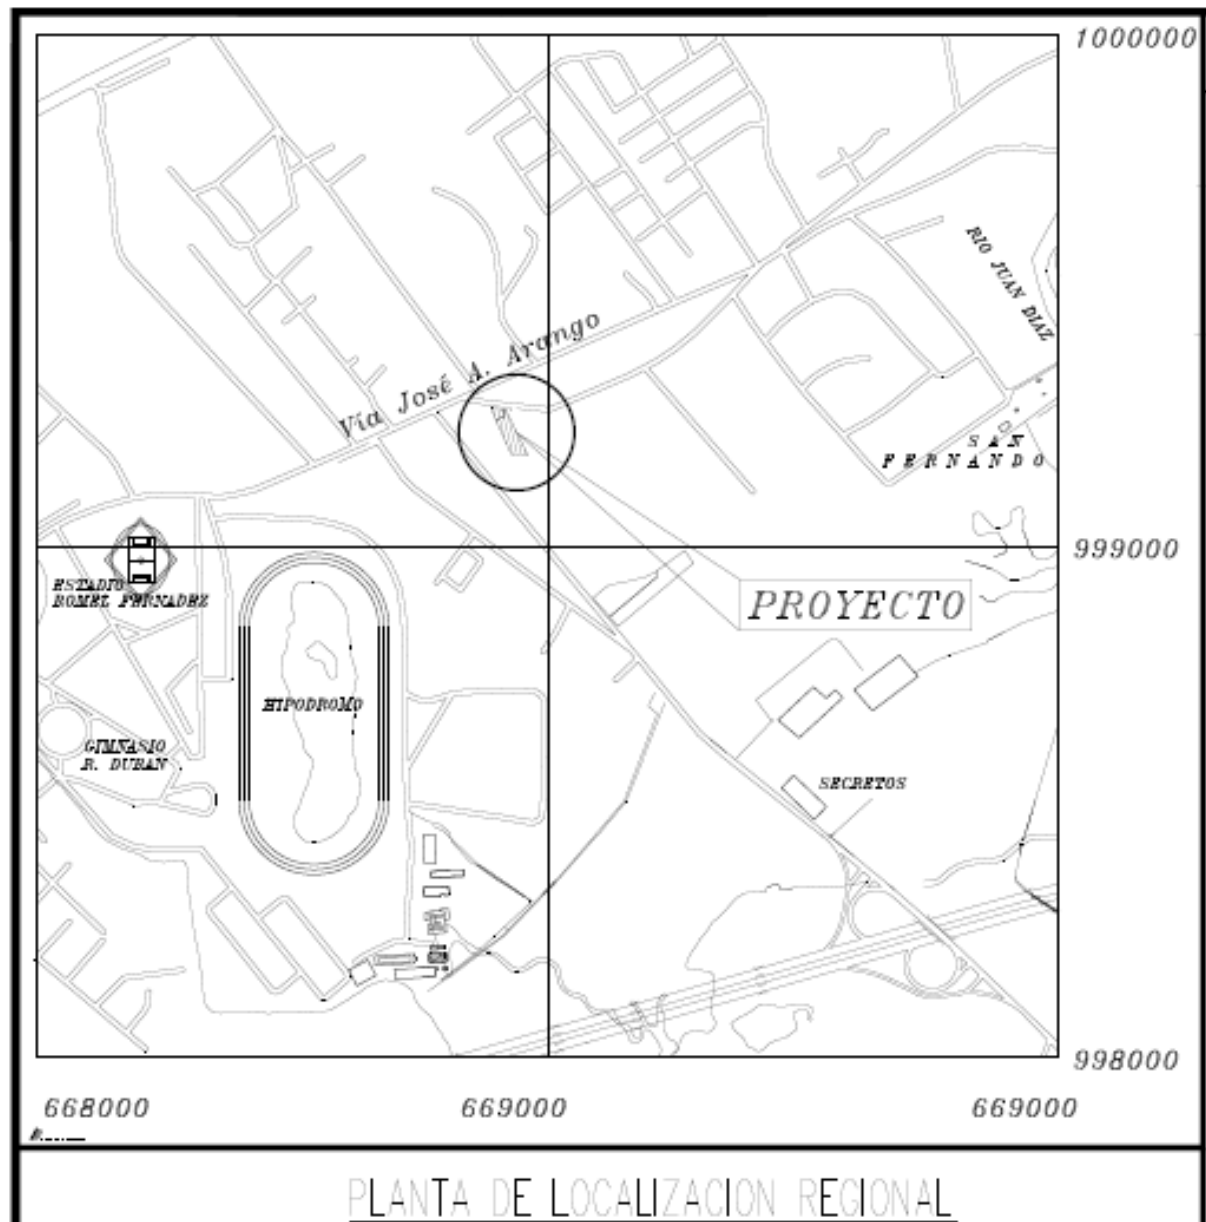 1000000
RIO JUAN DIAZ
Vía José A. Arango
SAN
FERNANDO
999000
ESTADIO
ROMEL FERNADEZ
PROYECTO
HIPODROMO
GIMNASIO
R. DURAN
SECRETOS
998000
668000 669000 669000
PLANTA DE LOCALIZACION REGIONAL